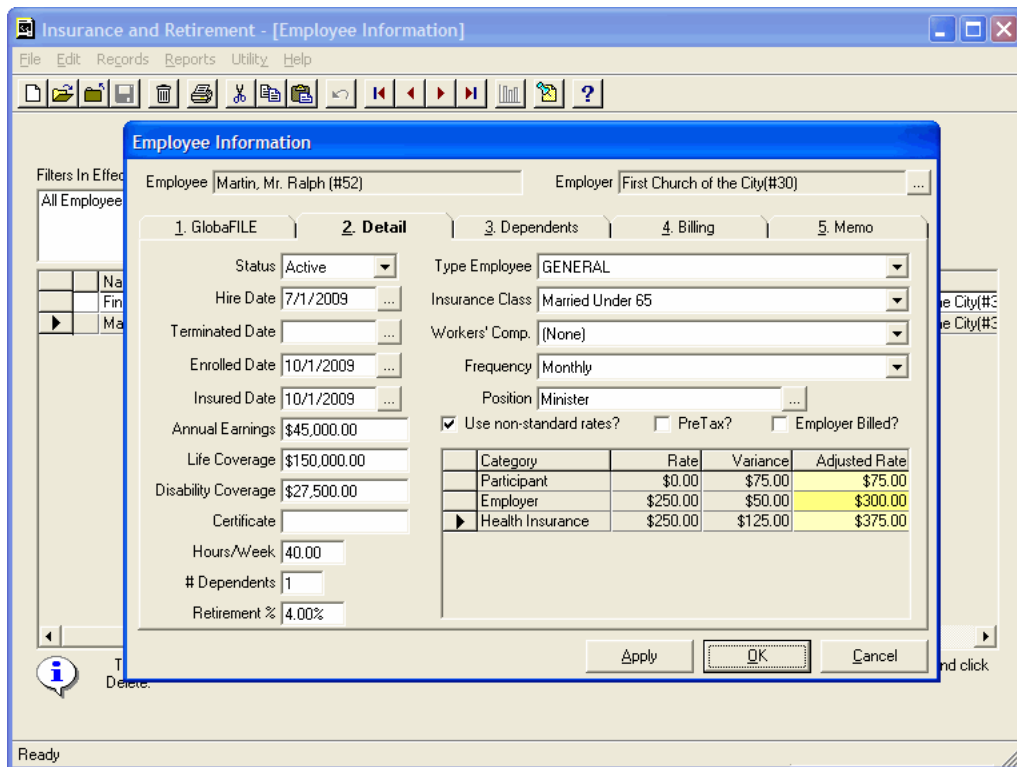 Insurance and Retirement - [Employee Information]
File Edit Records Reports Utility Help
Employee Information
Filters In Effec
All Employee
Employee Martin, Mr. Ralph (#52) Employer First Church of the City(#30) ...
1. GlobaFILE 2. Detail 3. Dependents 4. Billing 5. Memo
Status Active
Hire Date 7/1/2009 ...
Terminated Date ...
Enrolled Date 10/1/2009 ...
Insured Date 10/1/2009 ...
Annual Earnings $45,000.00
Life Coverage $150,000.00
Disability Coverage $27,500.00
Certificate
Hours/Week 40.00
# Dependents 1
Retirement % 4.00%
Type Employee GENERAL
Insurance Class Married Under 65
Workers' Comp. (None)
Frequency Monthly
Position Minister ...
Use non-standard rates? PreTax? Employer Billed?
Category Rate Variance Adjusted Rate
Participant $0.00 $75.00 $75.00
Employer $250.00 $50.00 $300.00
Health Insurance $250.00 $125.00 $375.00
Na
Fin e City(#3
Ma e City(#3
Apply OK Cancel
T nd click
Delete.
Ready